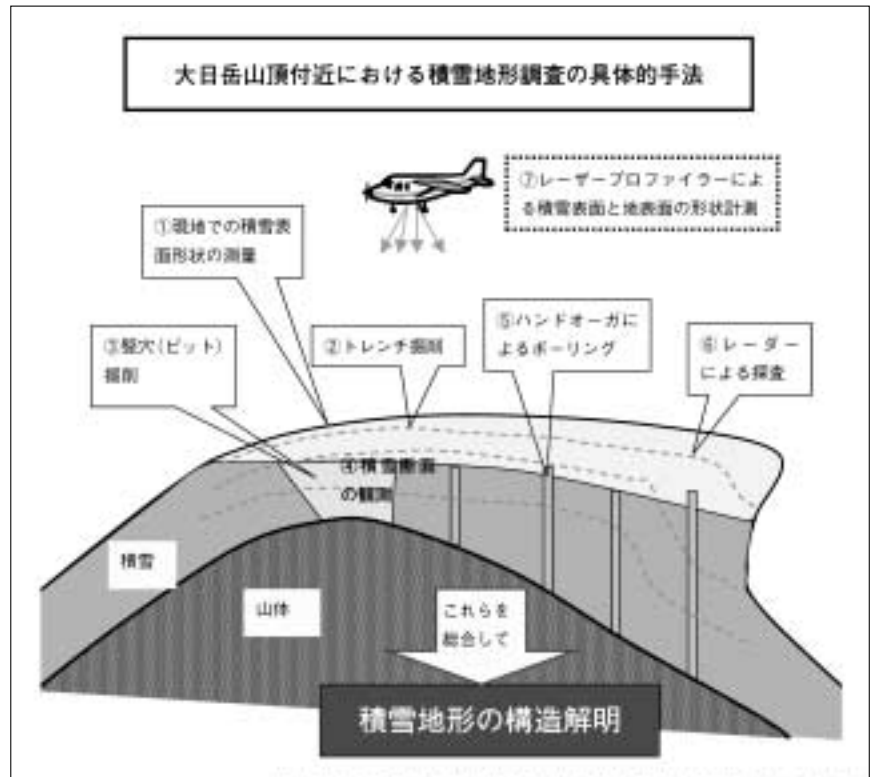 大日岳山頂付近における積雪地形調査の具体的手法
⑦レーザープロファイラーによ
る積雪表面と地表面の形状計測
①現地での積雪表
面形状の測量
③竪穴(ピット)
掘削
②トレンチ掘削
⑤ハンドオーガに
よるボーリング
⑥レーダー
による探査
④積雪断面
の観測
積雪
山体
これらを
総合して
積雪地形の構造解明